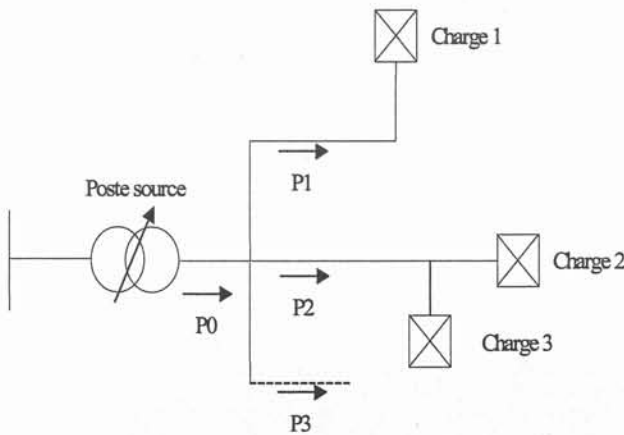 Charge 1
P1
Poste source
P0
P2
Charge 2
Charge 3
P3